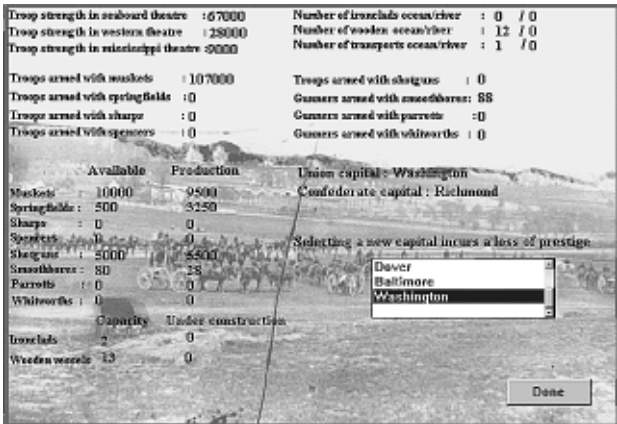 Troop strength in seaboard theatre : 67000
Troop strength in western theatre : 28000
Troop strength in mississippi theatre : 9000
Number of ironclads ocean/river : 0 / 0
Number of wooden ocean/river : 12 / 0
Number of transports ocean/river : 1 / 0
Troops armed with muskets : 107000
Troops armed with springfields : 0
Troops armed with sharps : 0
Troops armed with spencers : 0
Troops armed with shotguns : 0
Gunners armed with smoothbores: 88
Gunners armed with parrotts :0
Gunners armed with whitworths : 0
Available Production
Muskets : 10000 9500
Springfields : 500 3250
Sharps : 0 0
Spencers : 0 0
Shotguns : 5000 5500
Smoothbores : 80 28
Parrotts : 0 0
Whitworths : 0 0
Capacity Under construction
Ironclads 2 0
Wooden vessels 13 0
Union capital : Washington
Confederate capital : Richmond
Selecting a new capital incurs a loss of prestige
Dover
Baltimore
Washington
Done